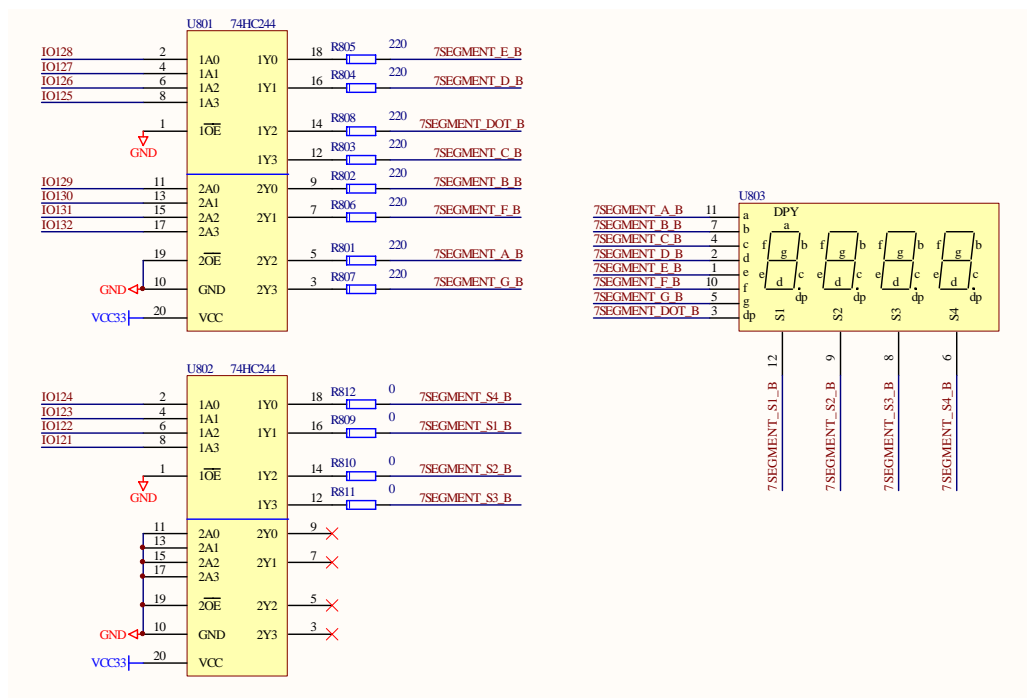 U801 74HC244
IO128 2 1A0 1Y0 18 R805 220 7SEGMENT_E_B
IO127 4 1A1
IO126 6 1A2 1Y1 16 R804 220 7SEGMENT_D_B
IO125 8 1A3
1 1OE 1Y2 14 R808 220 7SEGMENT_DOT_B
GND
1Y3 12 R803 220 7SEGMENT_C_B
IO129 11 2A0 2Y0 9 R802 220 7SEGMENT_B_B
IO130 13 2A1
IO131 15 2A2 2Y1 7 R806 220 7SEGMENT_F_B
IO132 17 2A3
19 2OE 2Y2 5 R801 220 7SEGMENT_A_B
GND 10 GND 2Y3 3 R807 220 7SEGMENT_G_B
VCC33 20 VCC
U802 74HC244
IO124 2 1A0 1Y0 18 R812 0 7SEGMENT_S4_B
IO123 4 1A1
IO122 6 1A2 1Y1 16 R809 0 7SEGMENT_S1_B
IO121 8 1A3
1 1OE 1Y2 14 R810 0 7SEGMENT_S2_B
GND
1Y3 12 R811 0 7SEGMENT_S3_B
11 2A0 2Y0 9
13 2A1
15 2A2 2Y1 7
17 2A3
19 2OE 2Y2 5
GND 10 GND 2Y3 3
VCC33 20 VCC
U803
7SEGMENT_A_B 11 a DPY
7SEGMENT_B_B 7 b
7SEGMENT_C_B 4 c
7SEGMENT_D_B 2 d
7SEGMENT_E_B 1 e
7SEGMENT_F_B 10 f
7SEGMENT_G_B 5 g
7SEGMENT_DOT_B 3 dp
a
f g b f g b f g b f g b
e d c e d c e d c e d c
dp dp dp dp
S1 S2 S3 S4
12 9 8 6
7SEGMENT_S1_B
7SEGMENT_S2_B
7SEGMENT_S3_B
7SEGMENT_S4_B